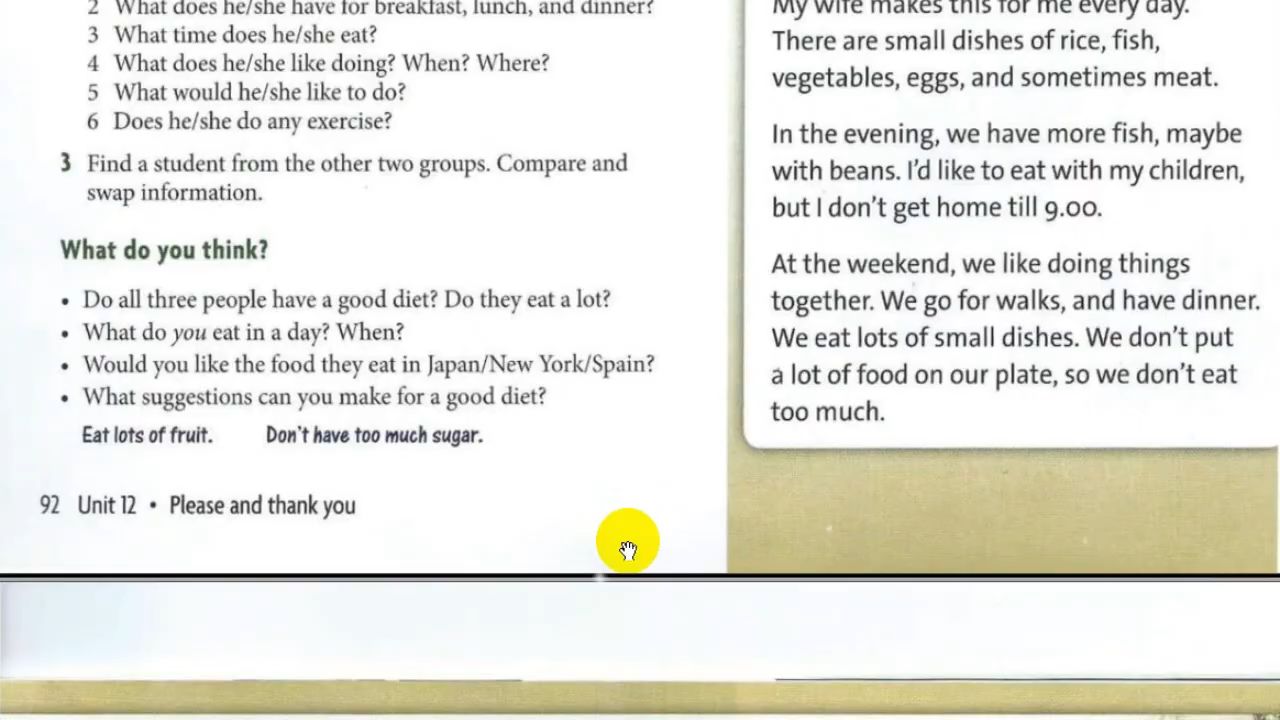 2 What does he/she have for breakfast, lunch, and dinner?
3 What time does he/she eat?
4 What does he/she like doing? When? Where?
5 What would he/she like to do?
6 Does he/she do any exercise?
3 Find a student from the other two groups. Compare and
swap information.
What do you think?
• Do all three people have a good diet? Do they eat a lot?
• What do you eat in a day? When?
• Would you like the food they eat in Japan/New York/Spain?
• What suggestions can you make for a good diet?
Eat lots of fruit. Don't have too much sugar.
92 Unit 12 • Please and thank you
My wife makes this for me every day.
There are small dishes of rice, fish,
vegetables, eggs, and sometimes meat.
In the evening, we have more fish, maybe
with beans. I'd like to eat with my children,
but I don't get home till 9.00.
At the weekend, we like doing things
together. We go for walks, and have dinner.
We eat lots of small dishes. We don't put
a lot of food on our plate, so we don't eat
too much.